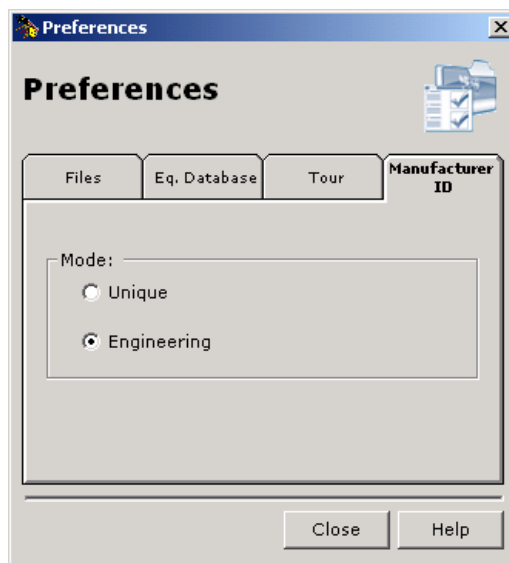 Preferences
Preferences
Files
Eq. Database
Tour
Manufacturer
ID
Mode:
Unique
Engineering
Close
Help